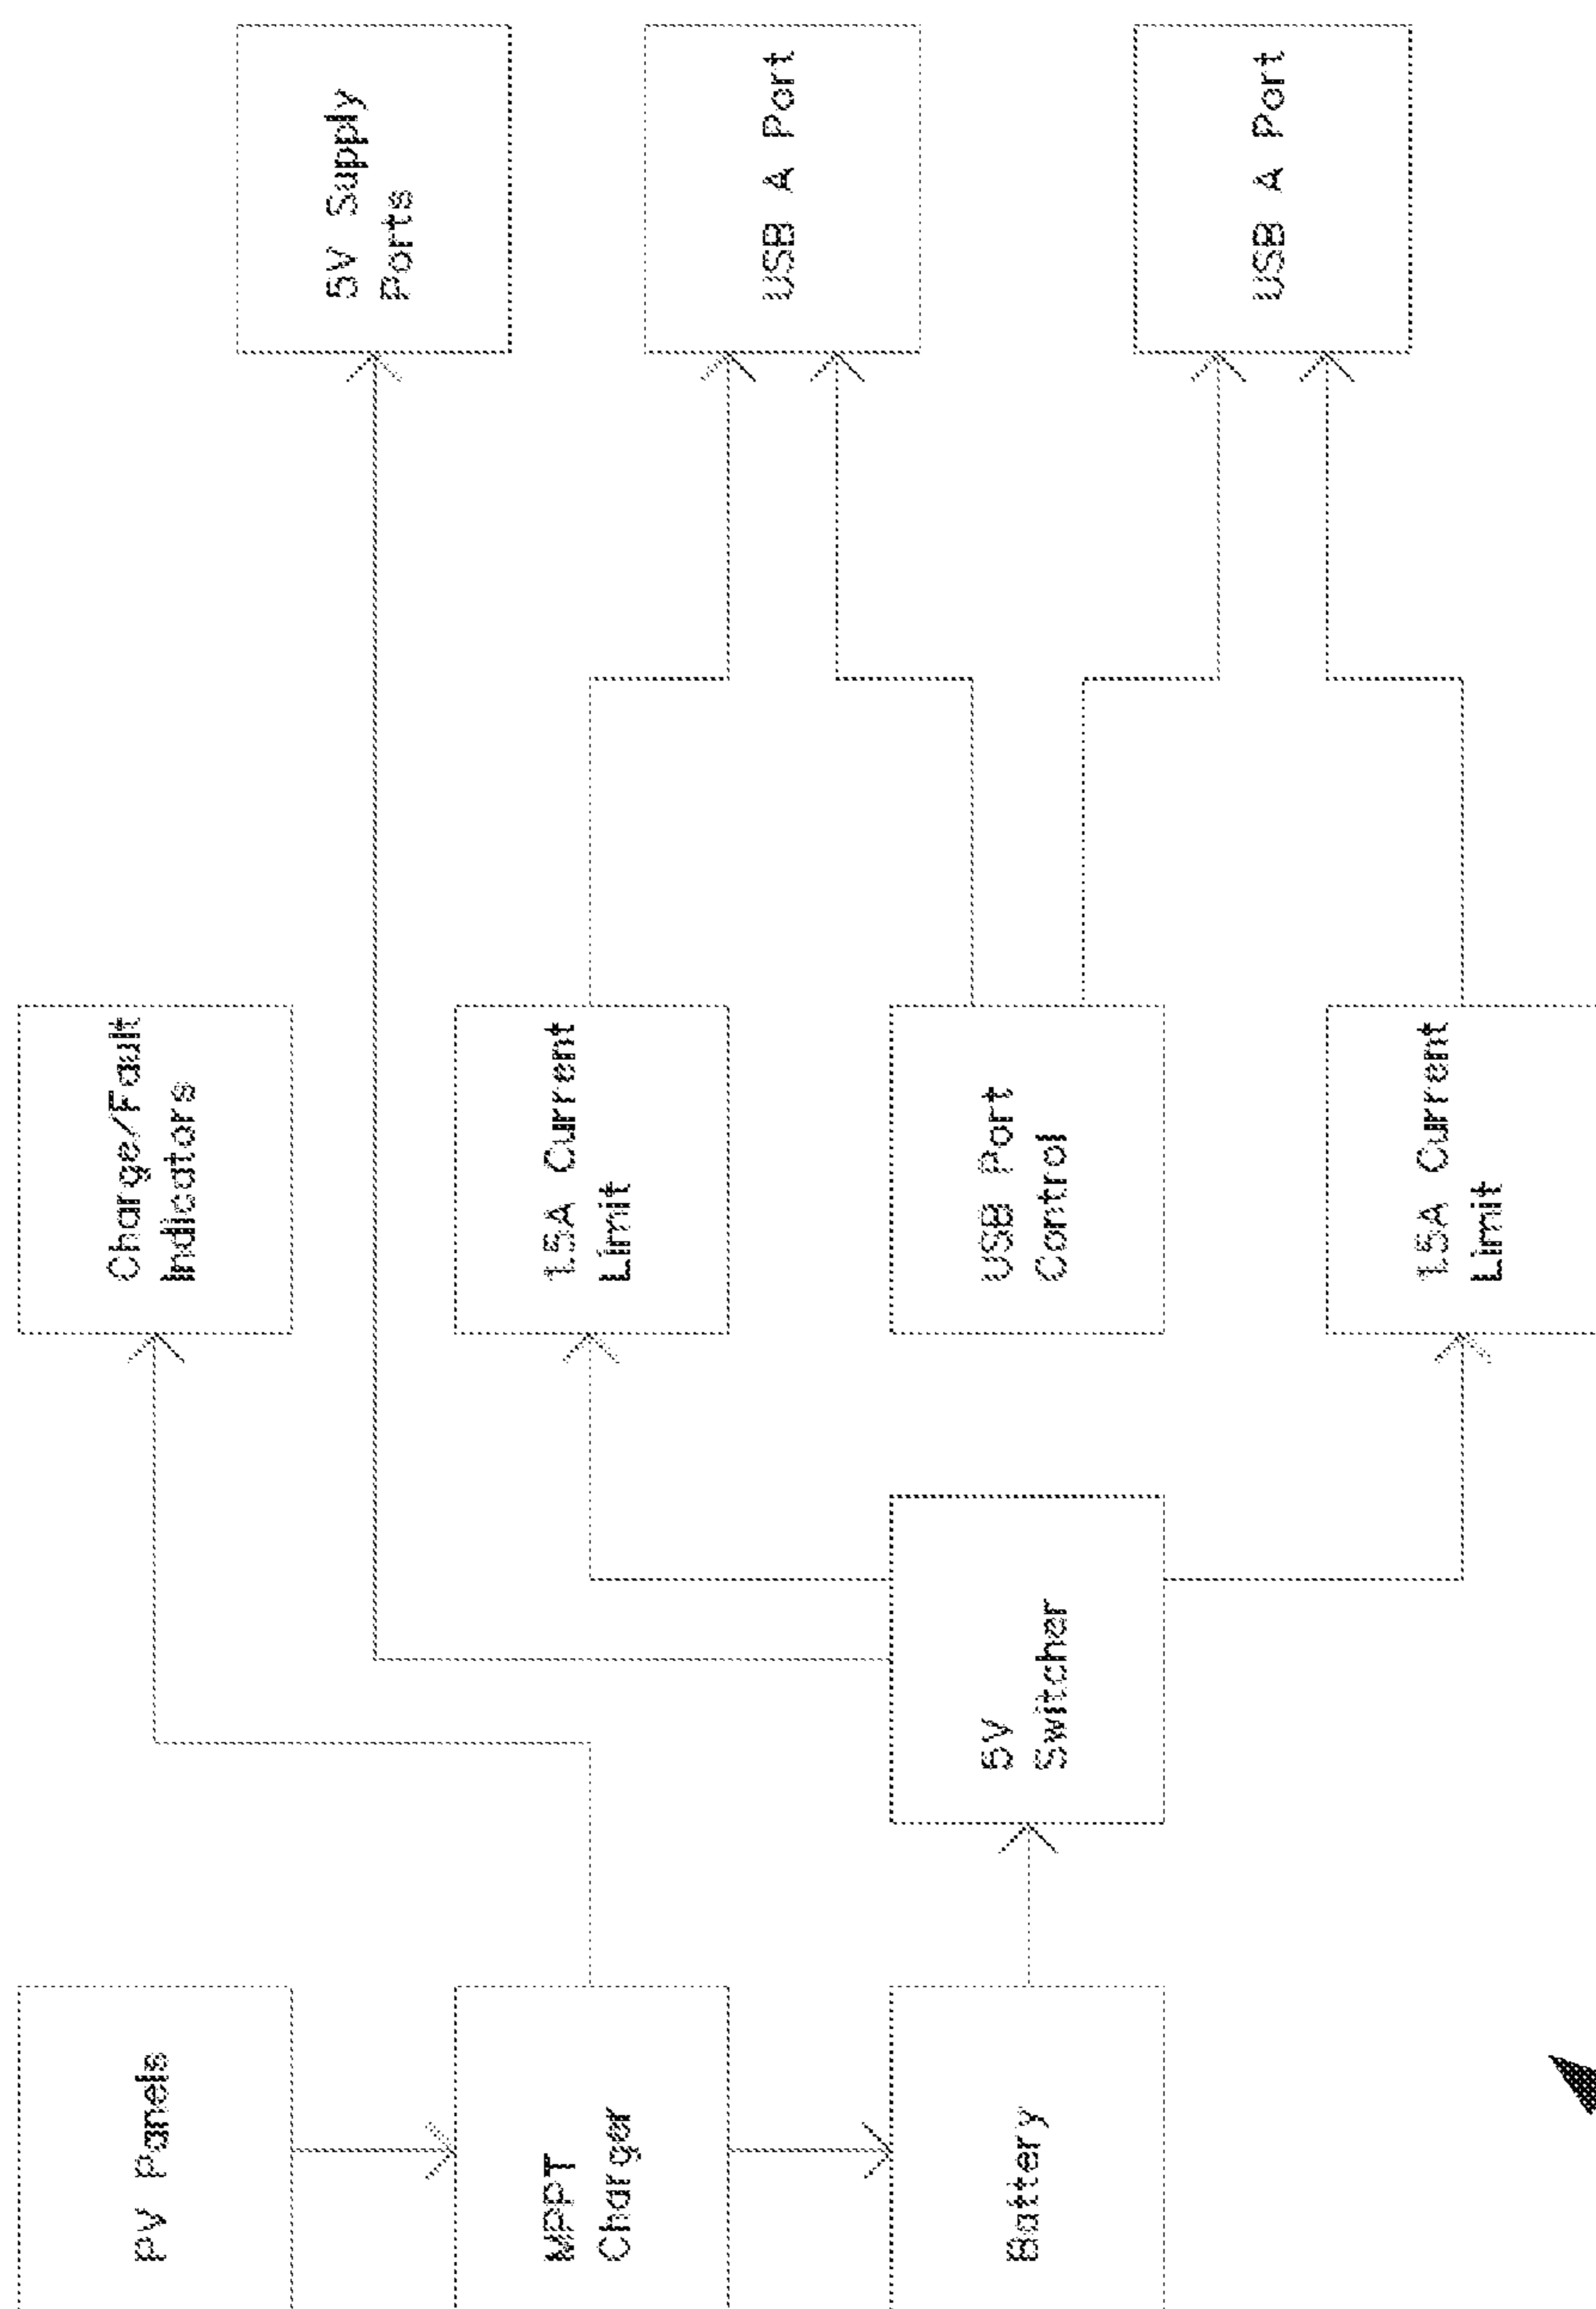 PV Panels
Charge/Fault
Indicators
5V Supply
Ports
MPPT
Charger
1.5A Current
Limit
USB A Port
Battery
5V
Switcher
USB Port
Control
USB A Port
1.5A Current
Limit